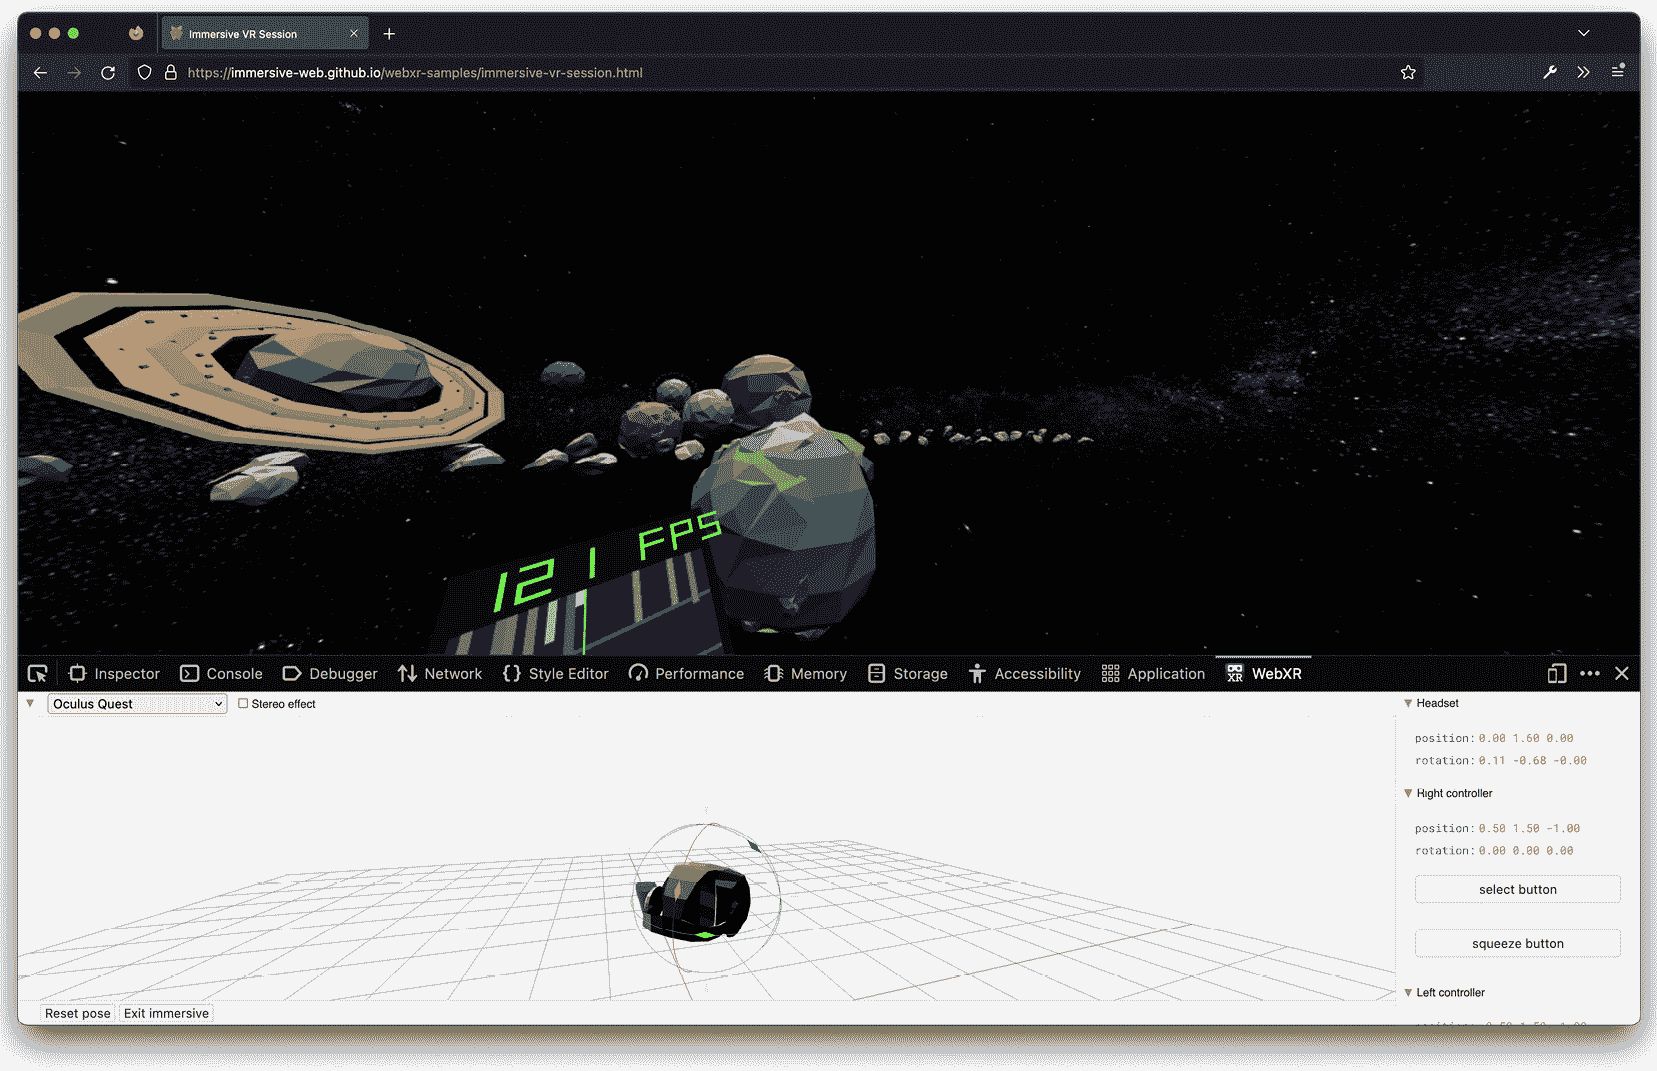 Immersive VR Session
https://immersive-web.github.io/webxr-samples/immersive-vr-session.html
121 FPS
Inspector Console Debugger Network Style Editor Performance Memory Storage Accessibility Application XR WebXR
Oculus Quest Stereo effect
Headset
position: 0.00 1.60 0.00
rotation: 0.11 -0.68 -0.00
Right controller
position: 0.50 1.50 -1.00
rotation: 0.00 0.00 0.00
select button
squeeze button
Left controller
Reset pose Exit immersive